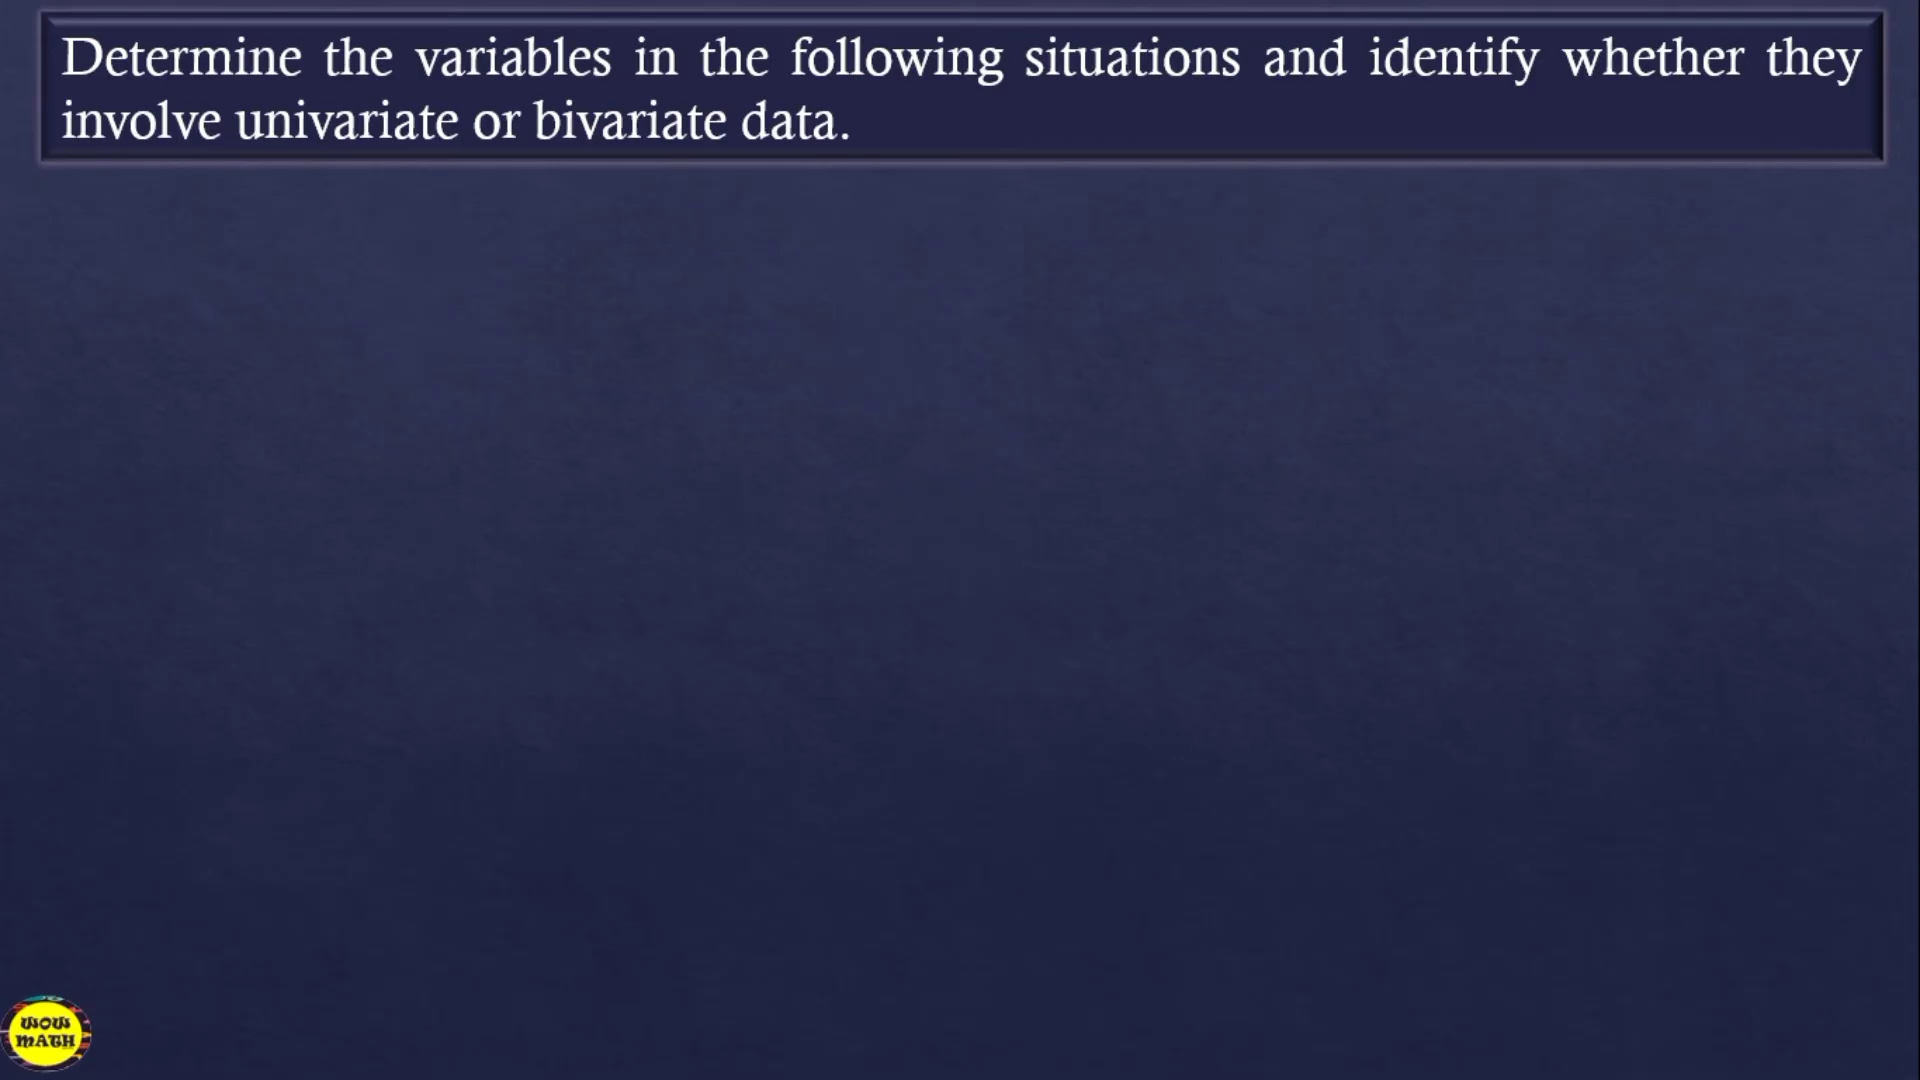 Determine the variables in the following situations and identify whether they
involve univariate or bivariate data.
WOW
MATH